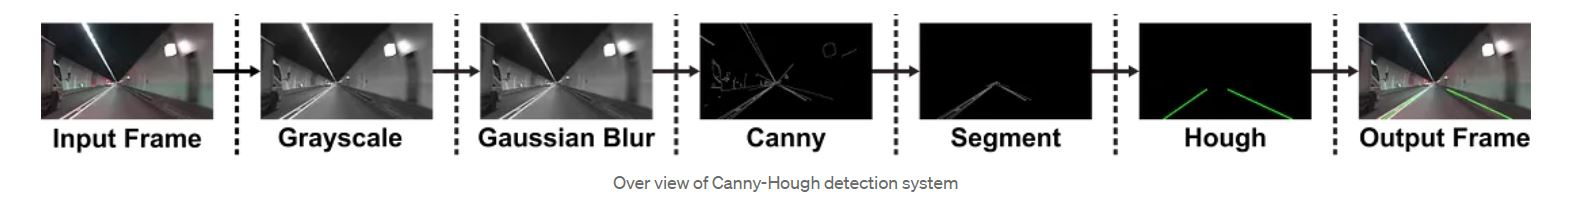 Input Frame
Grayscale
Gaussian Blur
Canny
Segment
Hough
Output Frame
Over view of Canny-Hough detection system